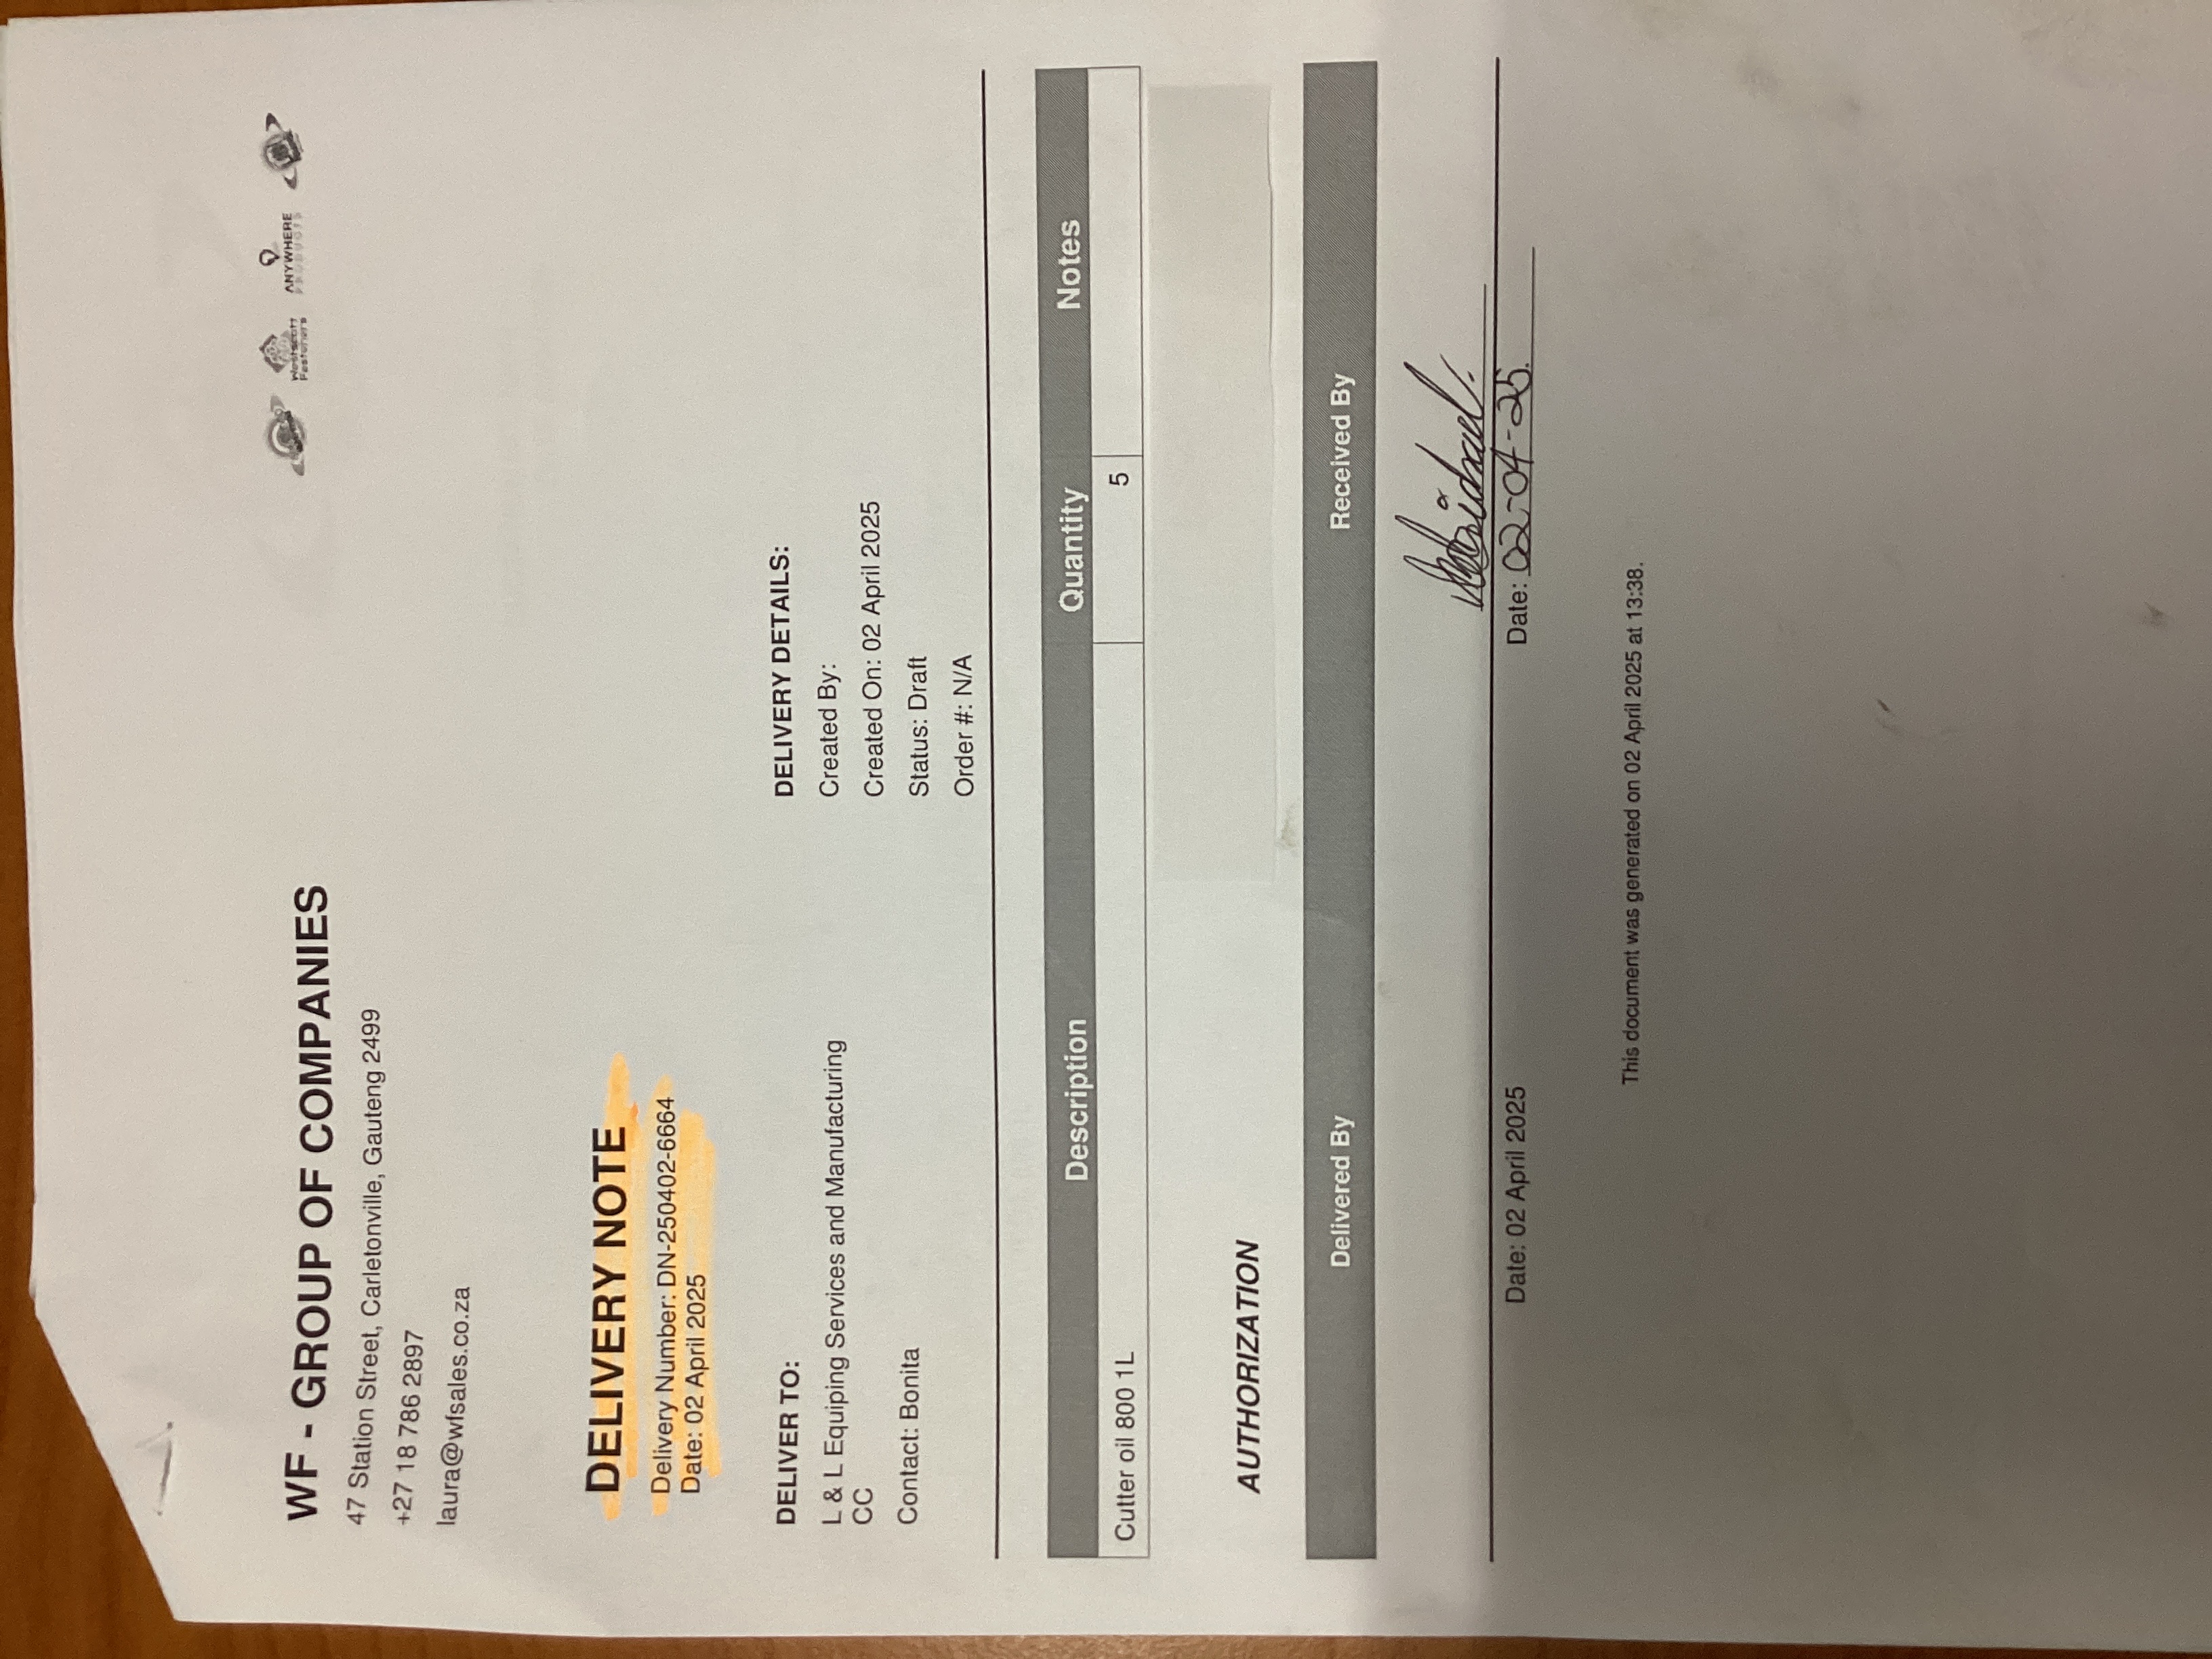 WF - GROUP OF COMPANIES
47 Station Street, Carletonville, Gauteng 2499
+27 18 786 2897
laura@wfsales.co.za
Westscott
Fasteners
ANYWHERE
PRODUCTS
DELIVERY NOTE
Delivery Number: DN-250402-6664
Date: 02 April 2025
DELIVER TO:
L & L Equiping Services and Manufacturing
CC
Contact: Bonita
DELIVERY DETAILS:
Created By:
Created On: 02 April 2025
Status: Draft
Order #: N/A
Description Quantity Notes
Cutter oil 800 1L 5
AUTHORIZATION
Delivered By Received By
Date: 02 April 2025 Date: 02-04-25.
This document was generated on 02 April 2025 at 13:38.